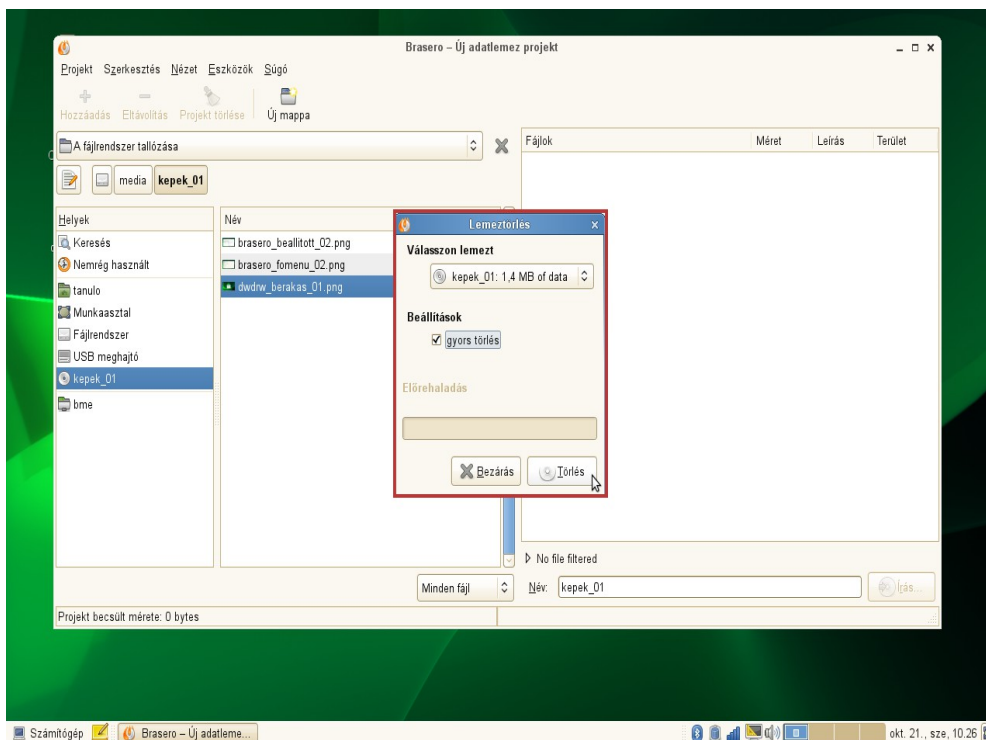 Brasero – Új adatlemez projekt
Projekt Szerkesztés Nézet Eszközök Súgó
Hozzáadás Eltávolítás Projekt törlése Új mappa
A fájlrendszer tallózása
media kepek_01
Helyek
Keresés
Nemrég használt
tanulo
Munkaasztal
Fájlrendszer
USB meghajtó
kepek_01
bme
Név
brasero_beallitott_02.png
brasero_fomenu_02.png
dwdrw_berakas_01.png
Minden fájl
Lemeztörlés
Válasszon lemezt
kepek_01: 1,4 MB of data
Beállítások
gyors törlés
Előrehaladás
Bezárás Törlés
Fájlok Méret Leírás Terület
No file filtered
Név: kepek_01 Írás...
Projekt becsült mérete: 0 bytes
Számítógép Brasero – Új adatleme... okt. 21., sze, 10.26